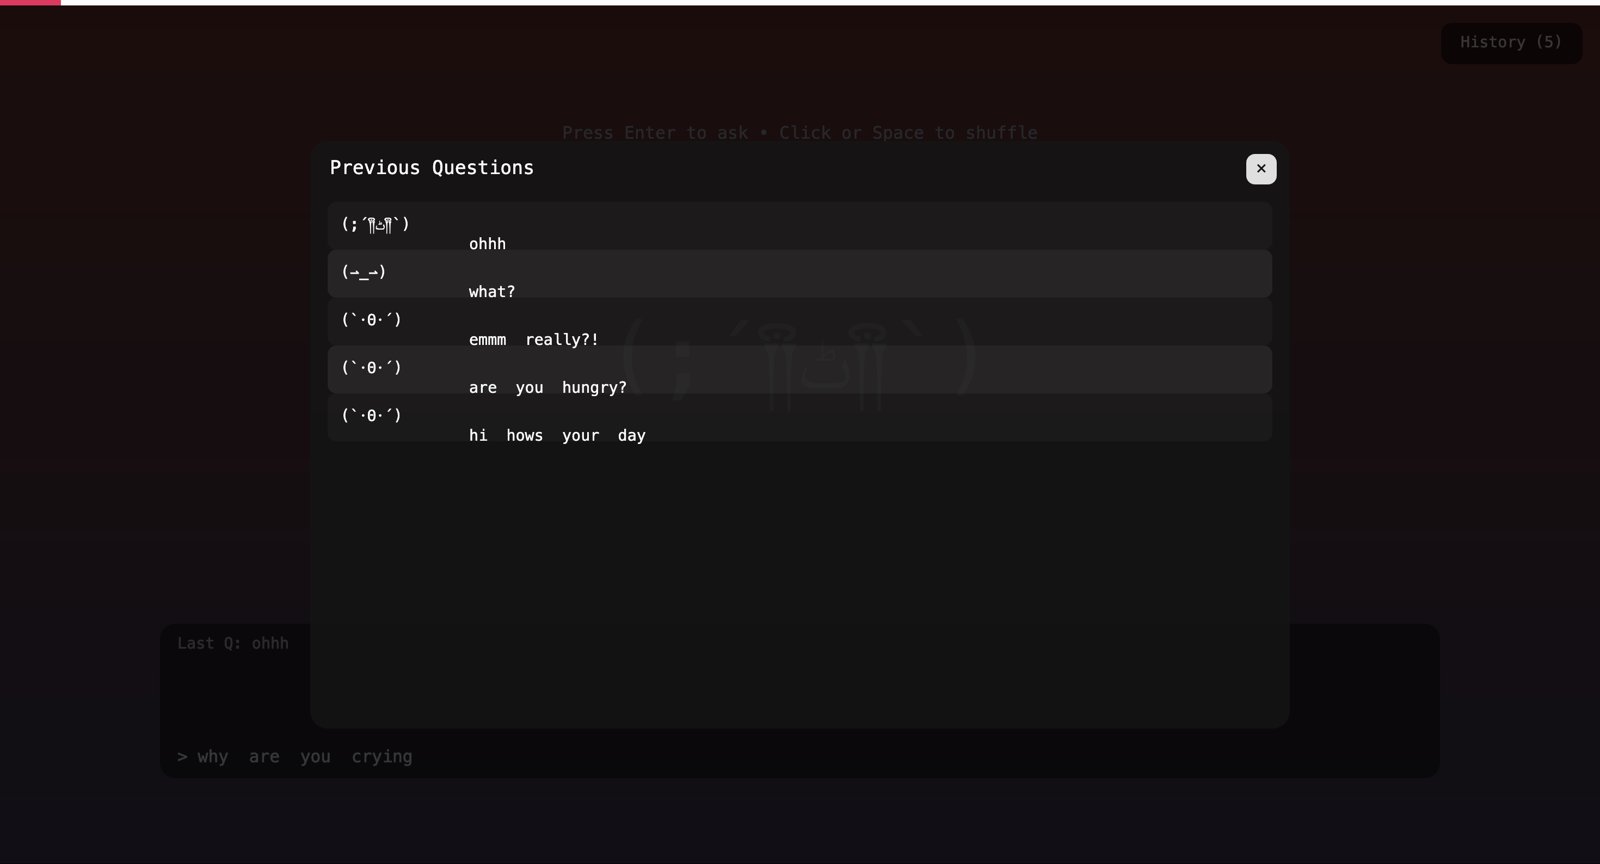 History (5)
Press Enter to ask • Click or Space to shuffle
Previous Questions
×
(;´༎ຶٹ༎ຶ`)
ohhh
(⇀_⇀)
what?
(`･Θ･´)
emmm  really?!
(`･Θ･´)
are  you  hungry?
(`･Θ･´)
hi  hows  your  day
(;´༎ຶٹ༎ຶ`)
Last Q: ohhh
> why  are  you  crying